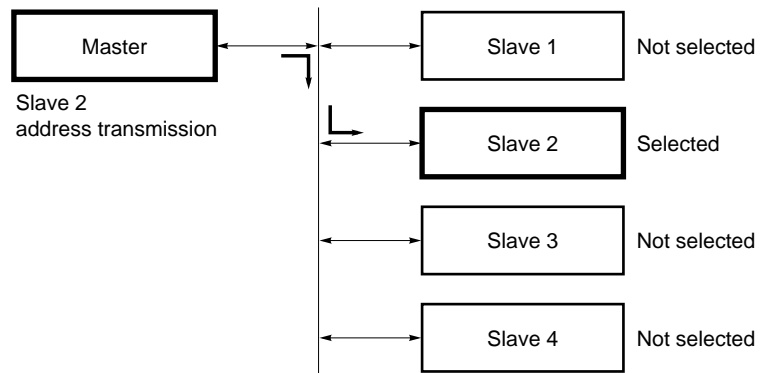 Master
Slave 1
Not selected
Slave 2
address transmission
Slave 2
Selected
Slave 3
Not selected
Slave 4
Not selected